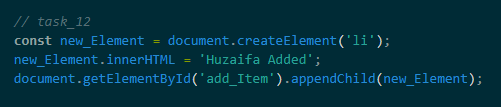 // task_12
const new_Element = document.createElement('li');
new_Element.innerHTML = 'Huzaifa Added';
document.getElementById('add_Item').appendChild(new_Element);